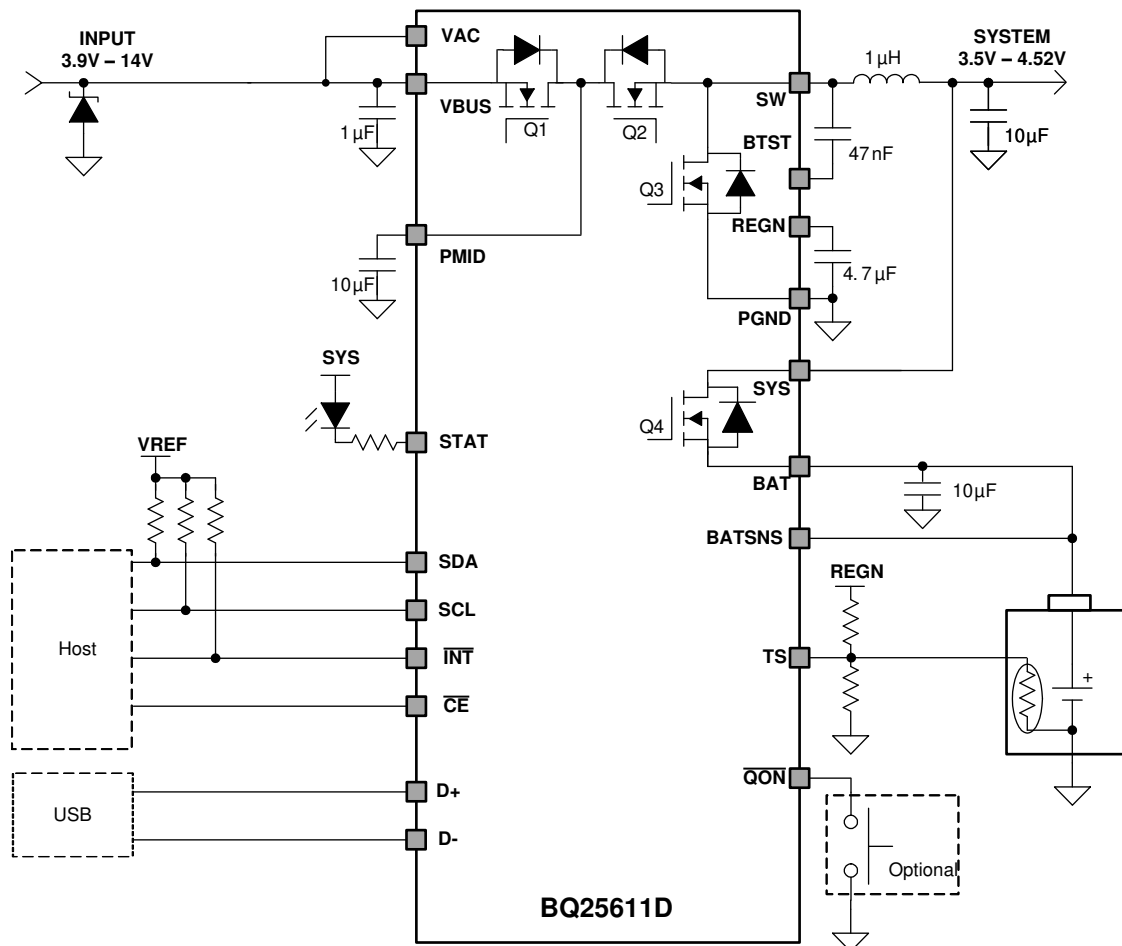 INPUT
3.9V – 14V
VAC
VBUS
1μF
Q1
Q2
SW
1μH
SYSTEM
3.5V – 4.52V
10μF
BTST
47nF
Q3
REGN
4.7μF
PMID
10μF
PGND
SYS
SYS
Q4
STAT
VREF
BAT
10μF
BATSNS
SDA
REGN
SCL
Host
INT
TS
+
CE
QON
D+
USB
D-
Optional
BQ25611D